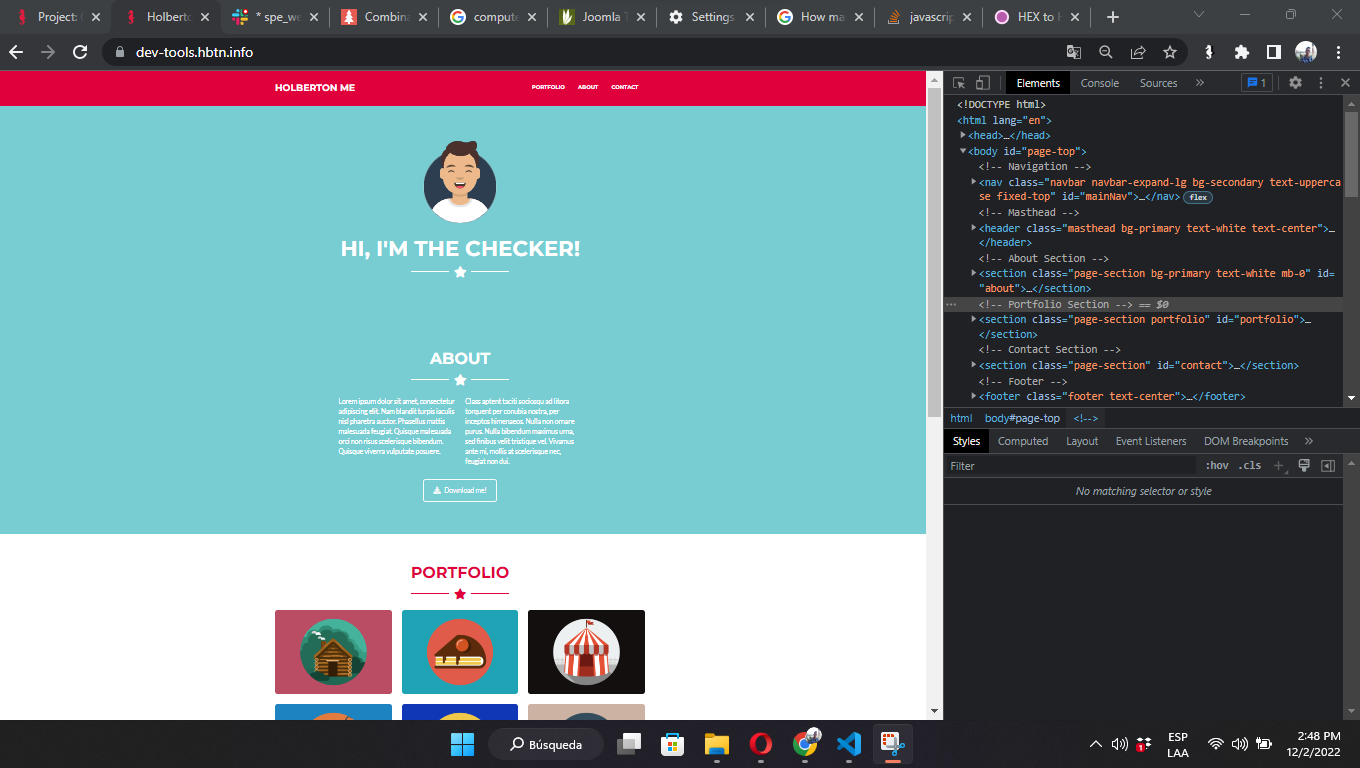 Project: (
Holberto
* spe_we
Combina
compute
Joomla T
Settings
How ma
javascrip
HEX to H
dev-tools.hbtn.info
HOLBERTON ME
PORTFOLIO ABOUT CONTACT
HI, I'M THE CHECKER!
ABOUT
Lorem ipsum dolor sit amet, consectetur
adipiscing elit. Nam blandit turpis iaculis
nisl pharetra auctor. Phasellus mattis
malesuada feugiat. Quisque malesuada
orci non risus scelerisque bibendum.
Quisque viverra vulputate posuere.
Class aptent taciti sociosqu ad litora
torquent per conubia nostra, per
inceptos himenaeos. Nulla non ornare
purus. Nulla bibendum maximus urna,
sed finibus velit tristique vel. Vivamus
ante mi, mollis at scelerisque nec,
feugiat non dui.
Download me!
PORTFOLIO
Elements Console Sources » 1
<!DOCTYPE html>
<html lang="en">
<head>…</head>
<body id="page-top">
<!-- Navigation -->
<nav class="navbar navbar-expand-lg bg-secondary text-upperca
se fixed-top" id="mainNav">…</nav> flex
<!-- Masthead -->
<header class="masthead bg-primary text-white text-center">…
</header>
<!-- About Section -->
<section class="page-section bg-primary text-white mb-0" id=
"about">…</section>
<!-- Portfolio Section --> == $0
<section class="page-section portfolio" id="portfolio">…
</section>
<!-- Contact Section -->
<section class="page-section" id="contact">…</section>
<!-- Footer -->
<footer class="footer text-center">…</footer>
html body#page-top <!-->
Styles Computed Layout Event Listeners DOM Breakpoints »
Filter :hov .cls
No matching selector or style
Búsqueda
1
ESP
LAA
2:48 PM
12/2/2022